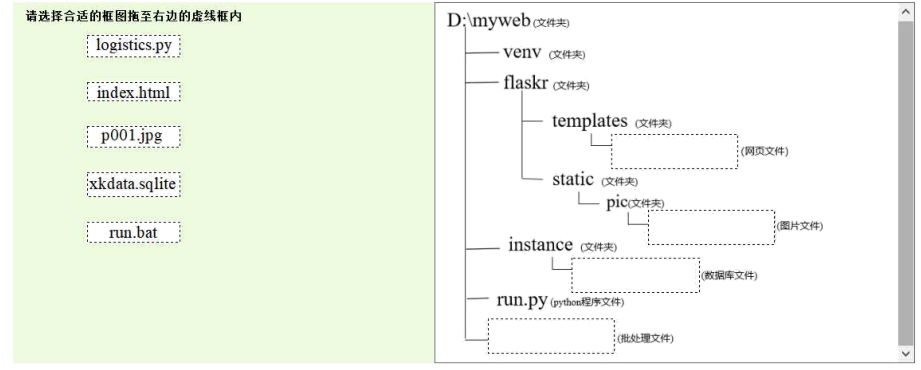 请选择合适的框图拖至右边的虚线框内
logistics.py
index.html
p001.jpg
xkdata.sqlite
run.bat
D:\myweb(文件夹)
venv (文件夹)
flaskr (文件夹)
templates (文件夹)
(网页文件)
static (文件夹)
pic(文件夹)
(图片文件)
instance (文件夹)
(数据库文件)
run.py (python程序文件)
(批处理文件)